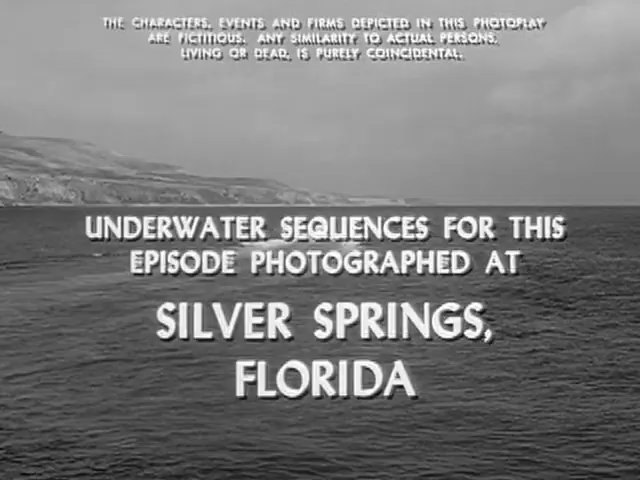 THE CHARACTERS, EVENTS AND FIRMS DEPICTED IN THIS PHOTOPLAY
ARE FICTITIOUS. ANY SIMILARITY TO ACTUAL PERSONS,
LIVING OR DEAD, IS PURELY COINCIDENTAL.
UNDERWATER SEQUENCES FOR THIS
EPISODE PHOTOGRAPHED AT
SILVER SPRINGS,
FLORIDA